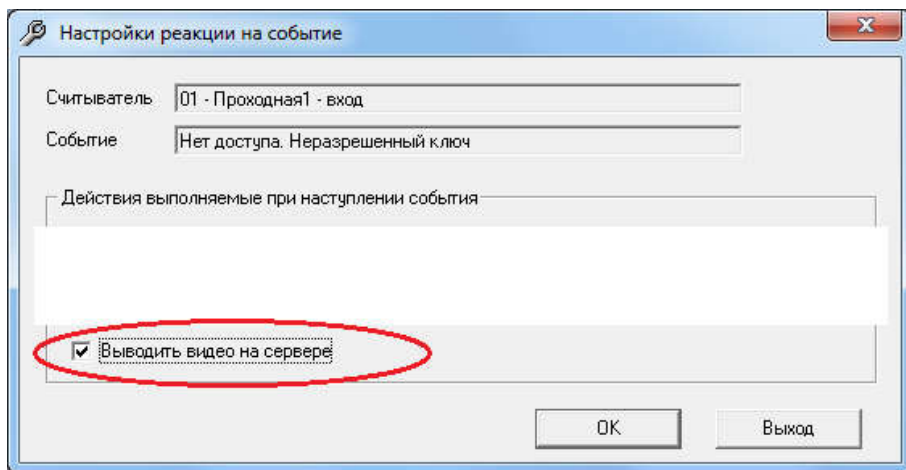 Настройки реакции на событие
Считыватель 01 - Проходная1 - вход
Событие Нет доступа. Неразрешенный ключ
Действия выполняемые при наступлении события
Выводить видео на сервере
OK Выход